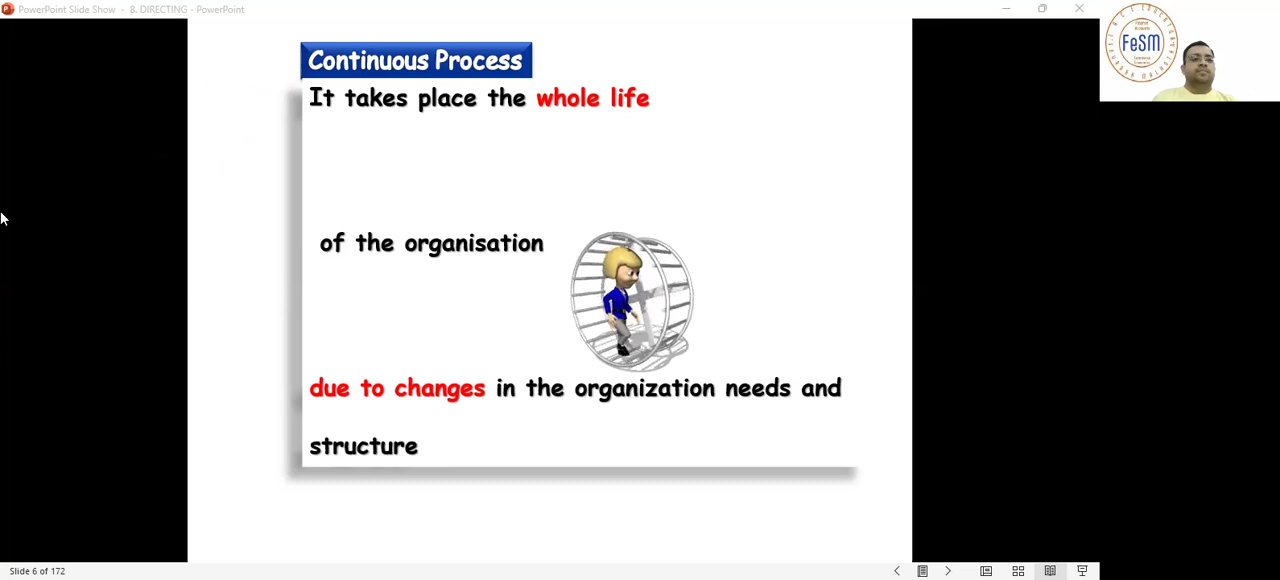 PowerPoint Slide Show - 8. DIRECTING - PowerPoint
FeSM
Continuous Process
It takes place the whole life
of the organisation
due to changes in the organization needs and
structure
Slide 6 of 172